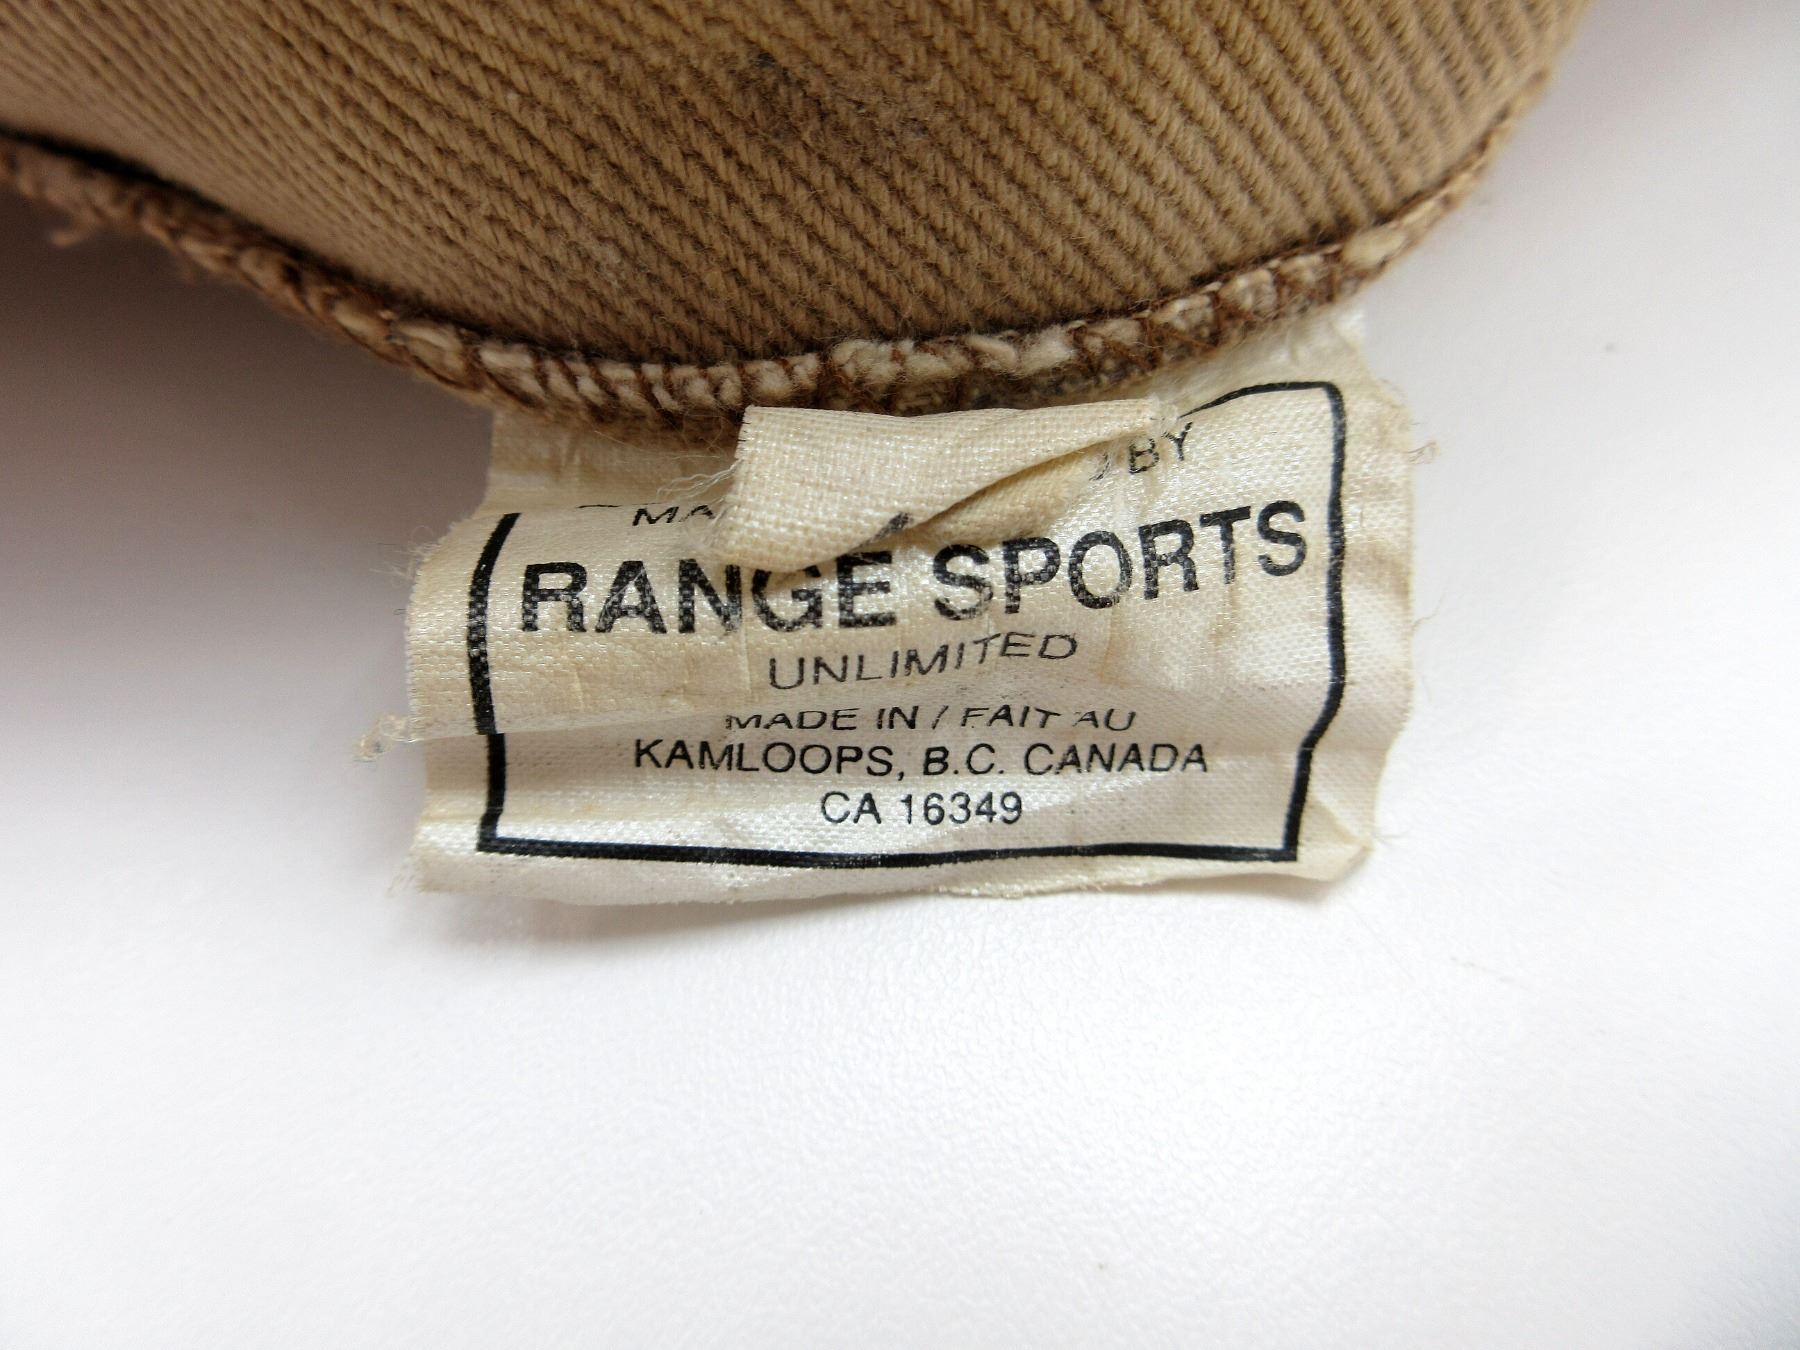 BY
RANGE SPORTS
UNLIMITED
MADE IN / FAIT AU
KAMLOOPS, B.C. CANADA
CA 16349